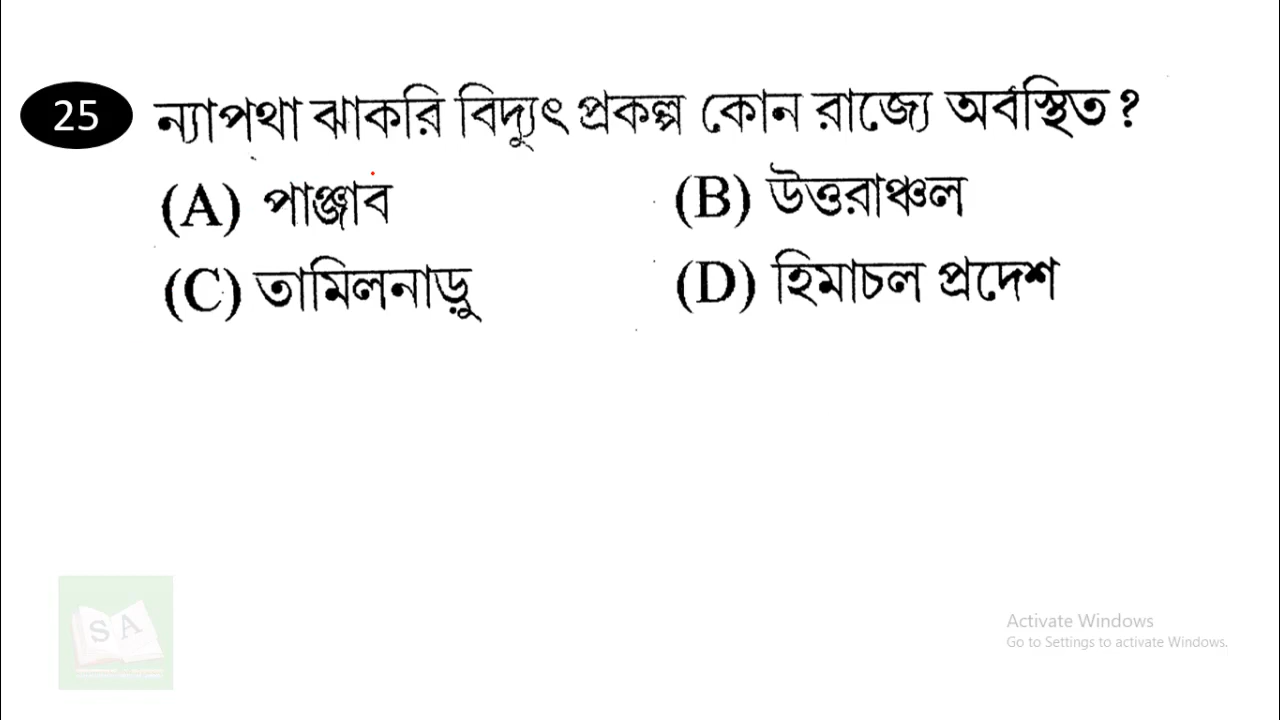 25 ন্যাপথা ঝাকরি বিদ্যুৎ প্রকল্প কোন রাজ্যে অবস্থিত ?
(A) পাঞ্জাব (B) উত্তরাঞ্চল
(C) তামিলনাড়ু (D) হিমাচল প্রদেশ
S A
Activate Windows
Go to Settings to activate Windows.